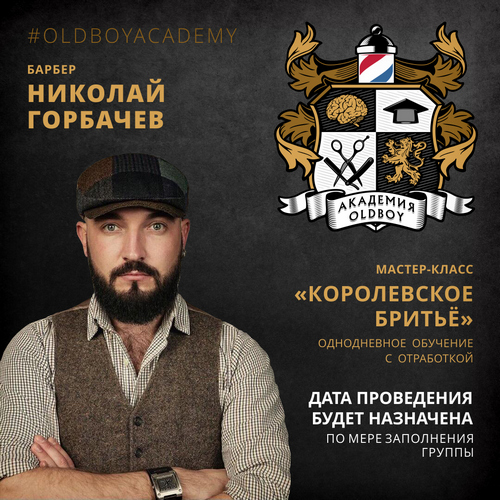 #OLDBOYACADEMY
БАРБЕР
НИКОЛАЙ
ГОРБАЧЕВ
АКАДЕМИЯ
OLDBOY
МАСТЕР-КЛАСС
«КОРОЛЕВСКОЕ
БРИТЬЁ»
ОДНОДНЕВНОЕ ОБУЧЕНИЕ
С ОТРАБОТКОЙ
ДАТА ПРОВЕДЕНИЯ
БУДЕТ НАЗНАЧЕНА
ПО МЕРЕ ЗАПОЛНЕНИЯ
ГРУППЫ